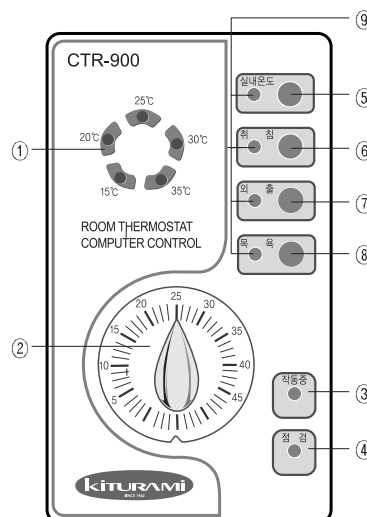 ⑨
CTR-900
25℃
20℃
30℃
15℃
35℃
①
ROOM THERMOSTAT
COMPUTER CONTROL
실내온도
⑤
취 침
⑥
외 출
⑦
목 욕
⑧
②
5
10
15
20
25
30
35
40
45
작동중
③
점 검
④
KITURAMI
SINCE 1962